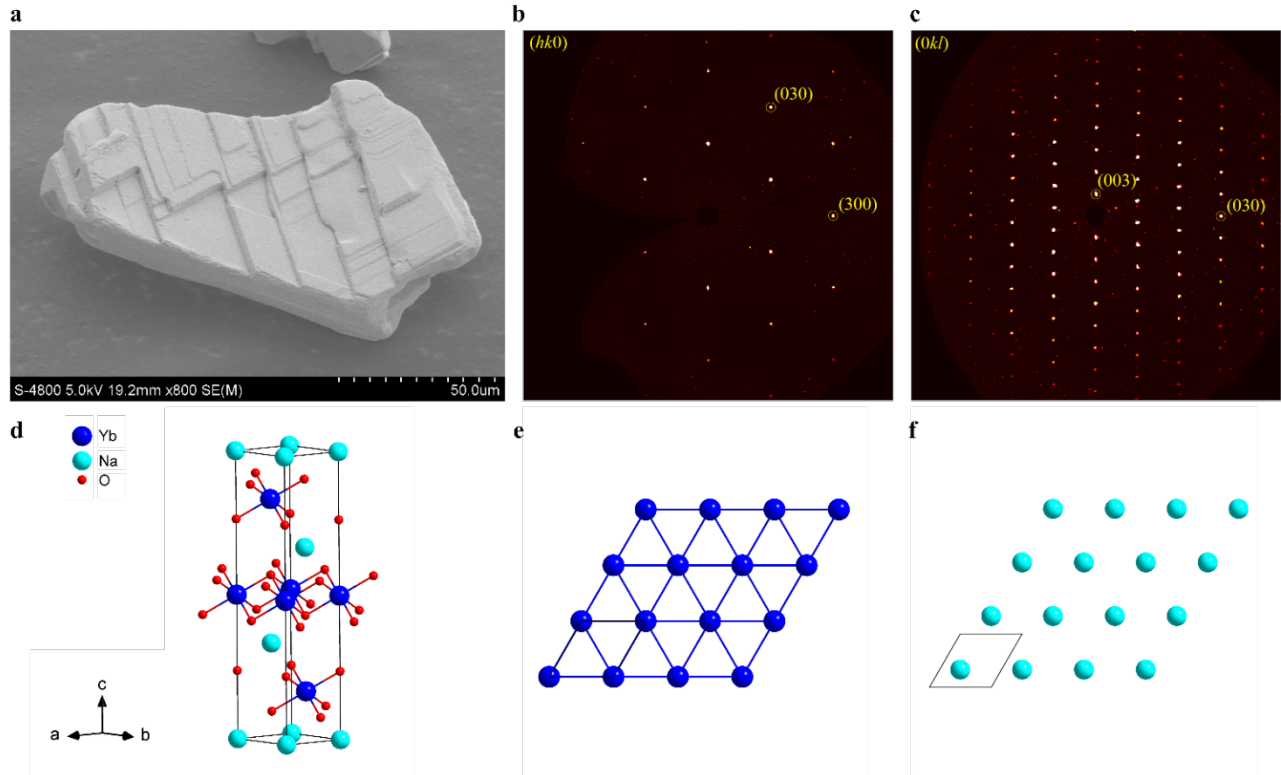 a
b
c
(hk0)
(030)
(300)
(0kl)
(003)
(030)
S-4800 5.0kV 19.2mm x800 SE(M)
50.0um
d
Yb
Na
O
c
a
b
e
f